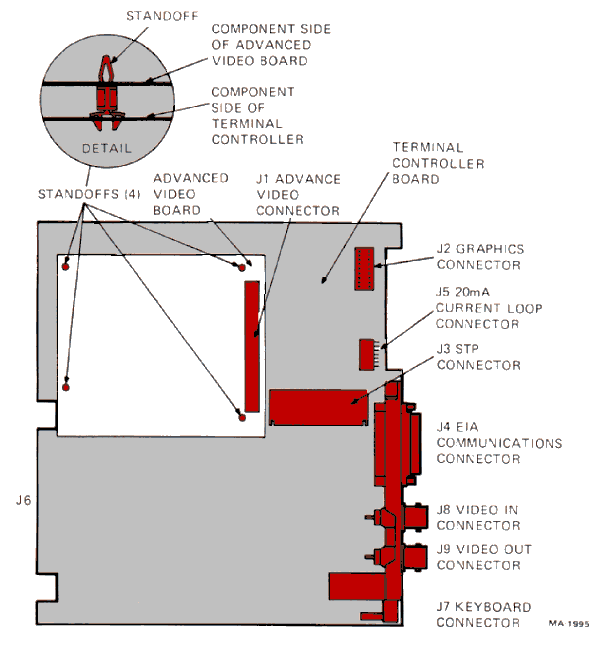 STANDOFF
COMPONENT SIDE
OF ADVANCED
VIDEO BOARD
COMPONENT
SIDE OF
TERMINAL
CONTROLLER
DETAIL
TERMINAL
CONTROLLER
BOARD
STANDOFFS (4)
ADVANCED
VIDEO
BOARD
J1 ADVANCE
VIDEO
CONNECTOR
J2 GRAPHICS
CONNECTOR
J5 20mA
CURRENT LOOP
CONNECTOR
J3 STP
CONNECTOR
J4 EIA
COMMUNICATIONS
CONNECTOR
J6
J8 VIDEO IN
CONNECTOR
J9 VIDEO OUT
CONNECTOR
J7 KEYBOARD
CONNECTOR
MA-1995